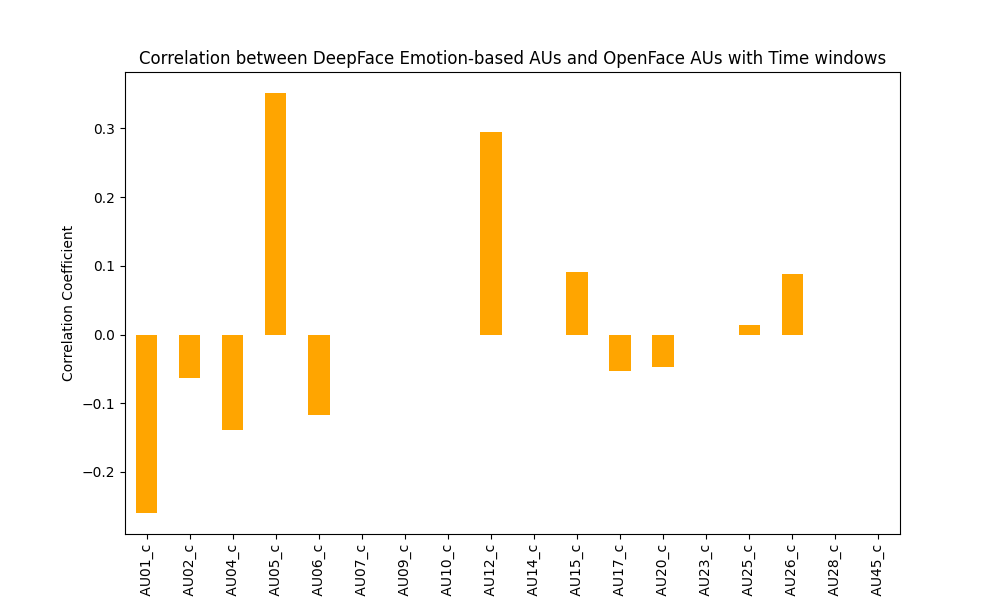 Correlation between DeepFace Emotion-based AUs and OpenFace AUs with Time windows
Correlation Coefficient
0.3
0.2
0.1
0.0
−0.1
−0.2
AU01_c
AU02_c
AU04_c
AU05_c
AU06_c
AU07_c
AU09_c
AU10_c
AU12_c
AU14_c
AU15_c
AU17_c
AU20_c
AU23_c
AU25_c
AU26_c
AU28_c
AU45_c